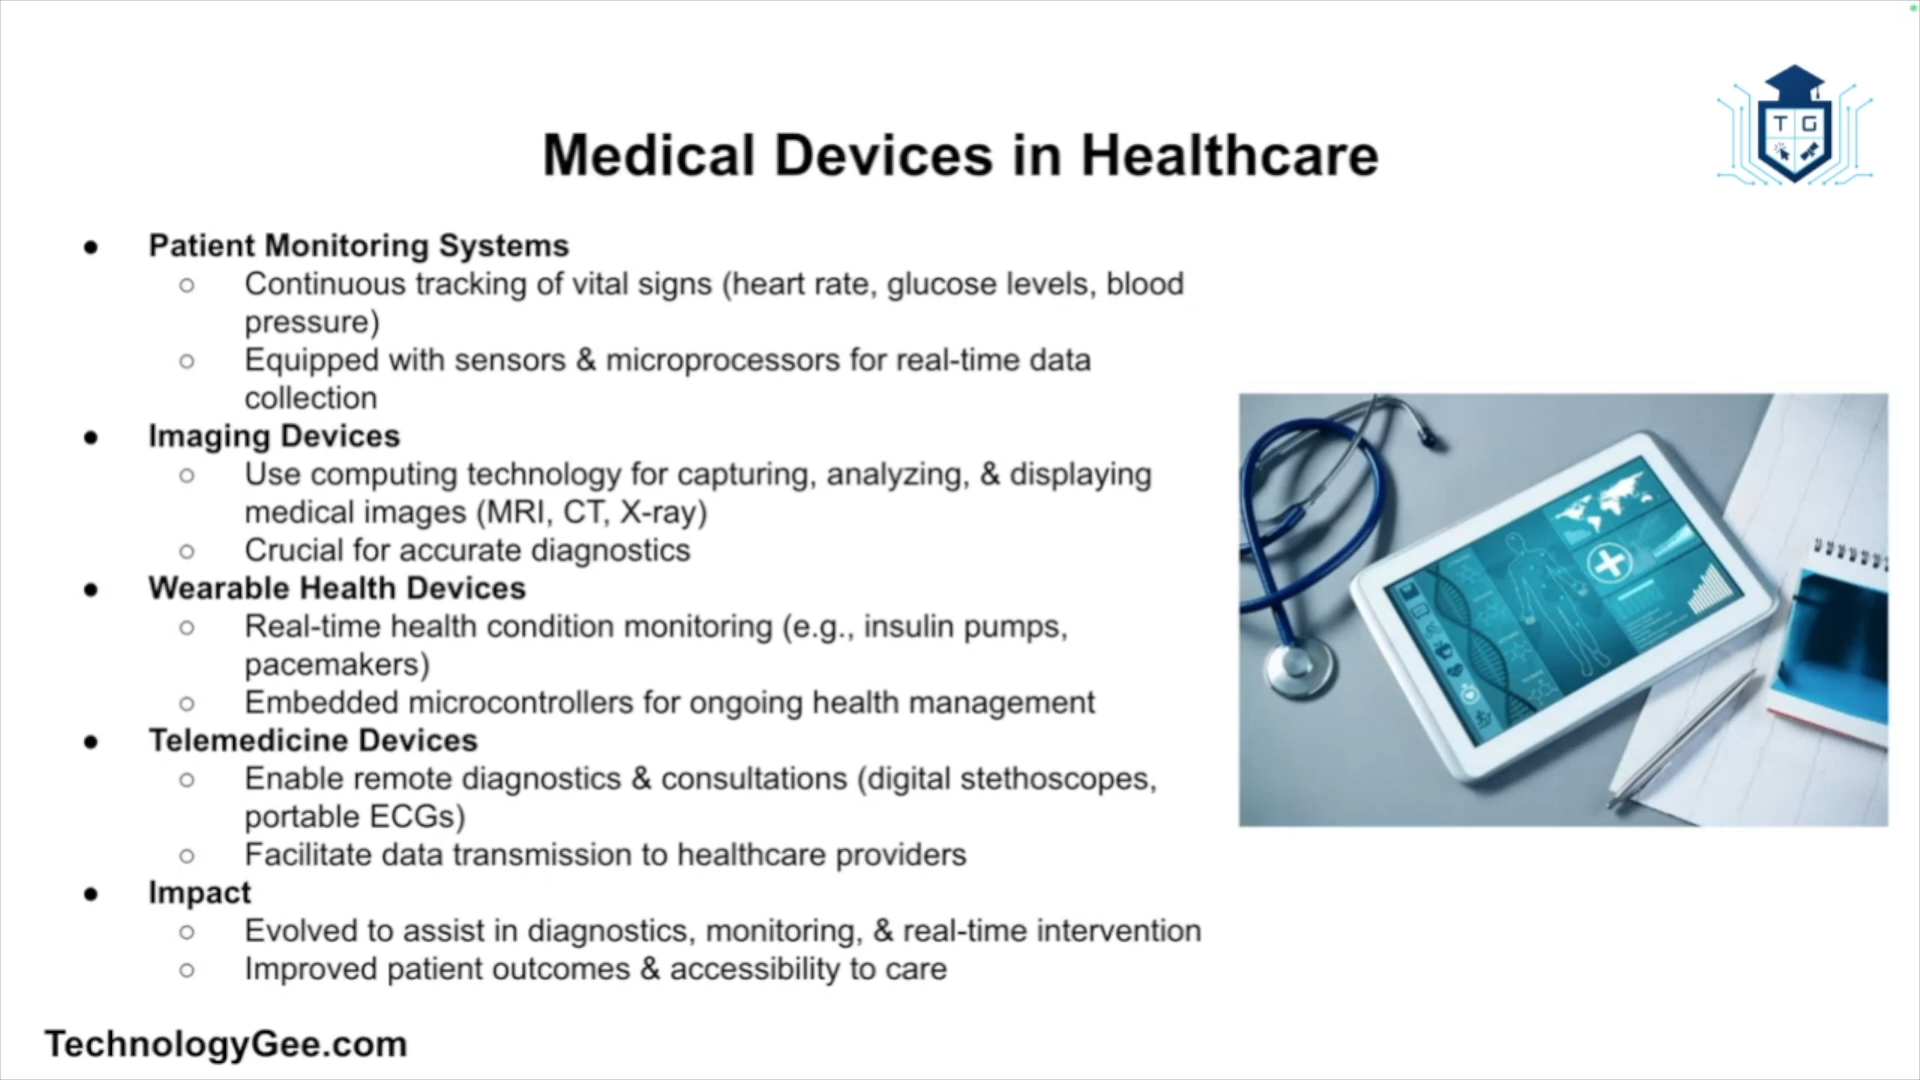 T G
Medical Devices in Healthcare
● Patient Monitoring Systems
○ Continuous tracking of vital signs (heart rate, glucose levels, blood
pressure)
○ Equipped with sensors & microprocessors for real-time data
collection
● Imaging Devices
○ Use computing technology for capturing, analyzing, & displaying
medical images (MRI, CT, X-ray)
○ Crucial for accurate diagnostics
● Wearable Health Devices
○ Real-time health condition monitoring (e.g., insulin pumps,
pacemakers)
○ Embedded microcontrollers for ongoing health management
● Telemedicine Devices
○ Enable remote diagnostics & consultations (digital stethoscopes,
portable ECGs)
○ Facilitate data transmission to healthcare providers
● Impact
○ Evolved to assist in diagnostics, monitoring, & real-time intervention
○ Improved patient outcomes & accessibility to care
TechnologyGee.com